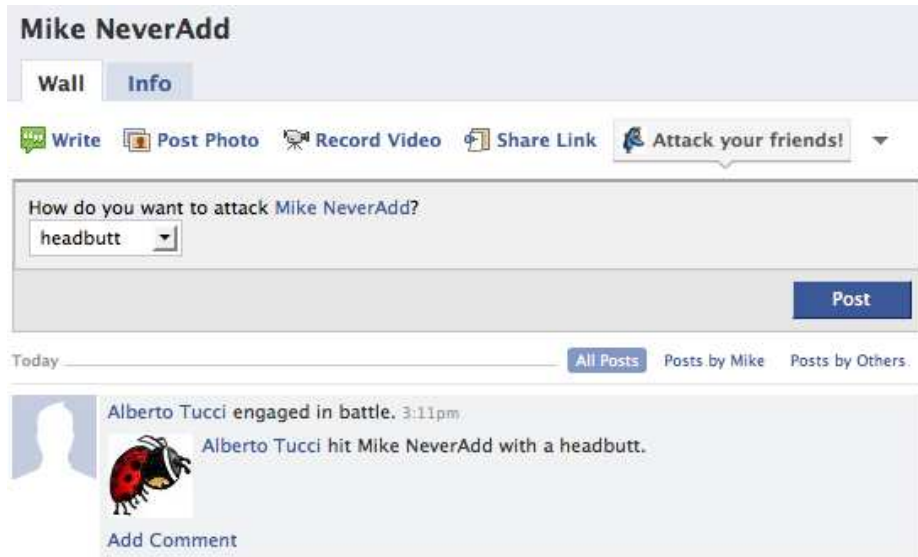 Mike NeverAdd
Wall Info
Write Post Photo Record Video Share Link Attack your friends!
How do you want to attack Mike NeverAdd?
headbutt
Post
Today All Posts Posts by Mike Posts by Others
Alberto Tucci engaged in battle. 3:11pm
Alberto Tucci hit Mike NeverAdd with a headbutt.
Add Comment